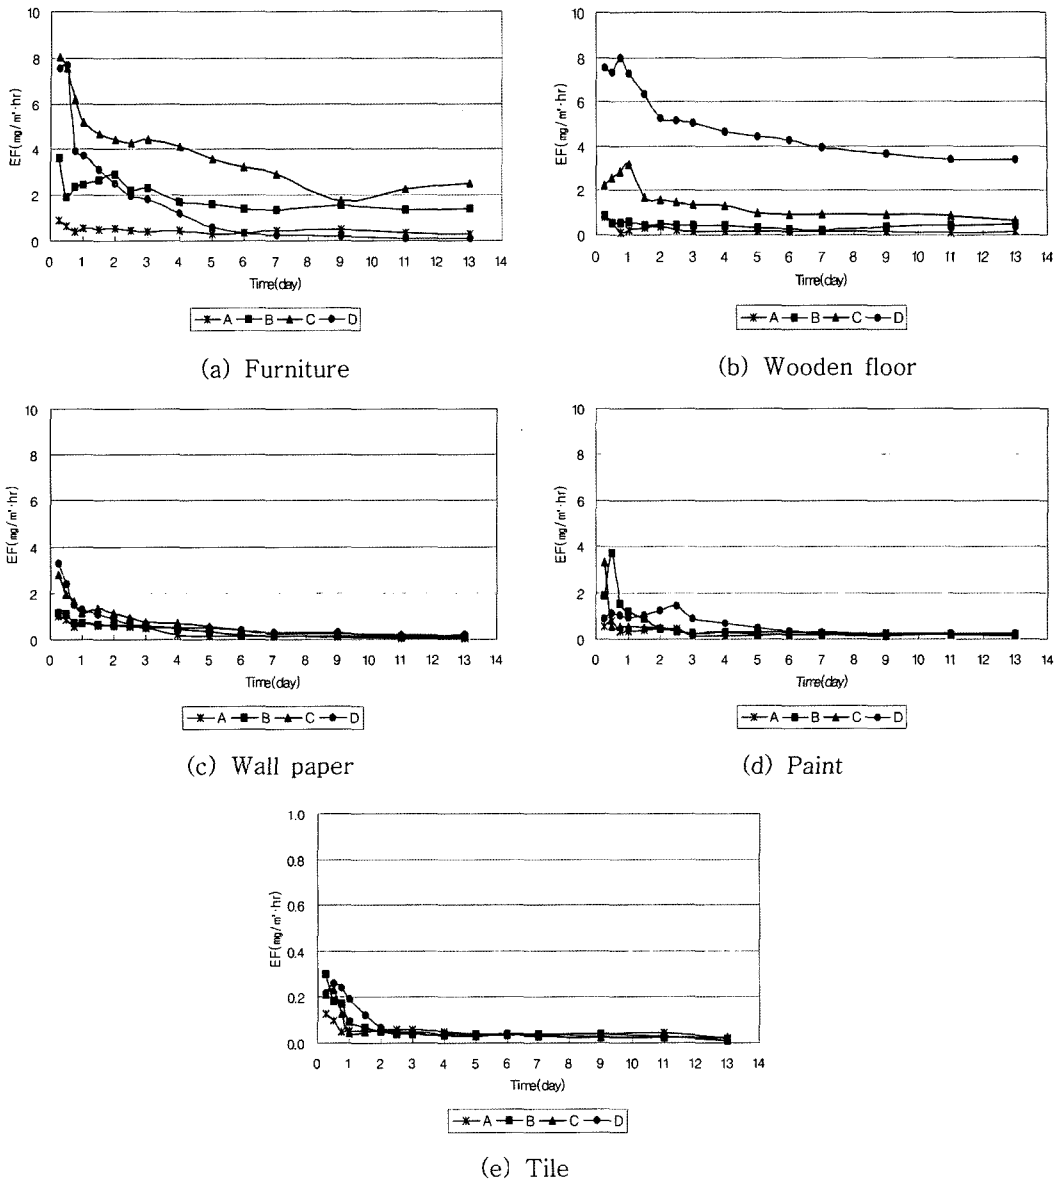 10
8
6
4
2
0
EF(mg/m²·hr)
0 1 2 3 4 5 6 7 8 9 10 11 12 13 14
Time(day)
A B C D
(a) Furniture
10
8
6
4
2
0
EF(mg/m²·hr)
0 1 2 3 4 5 6 7 8 9 10 11 12 13 14
Time(day)
A B C D
(b) Wooden floor
10
8
6
4
2
0
EF(mg/m²·hr)
0 1 2 3 4 5 6 7 8 9 10 11 12 13 14
Time(day)
A B C D
(c) Wall paper
10
8
6
4
2
0
EF(mg/m²·hr)
0 1 2 3 4 5 6 7 8 9 10 11 12 13 14
Time(day)
A B C D
(d) Paint
1.0
0.8
0.6
0.4
0.2
0.0
EF(mg/m²·hr)
0 1 2 3 4 5 6 7 8 9 10 11 12 13 14
Time(day)
A B C D
(e) Tile